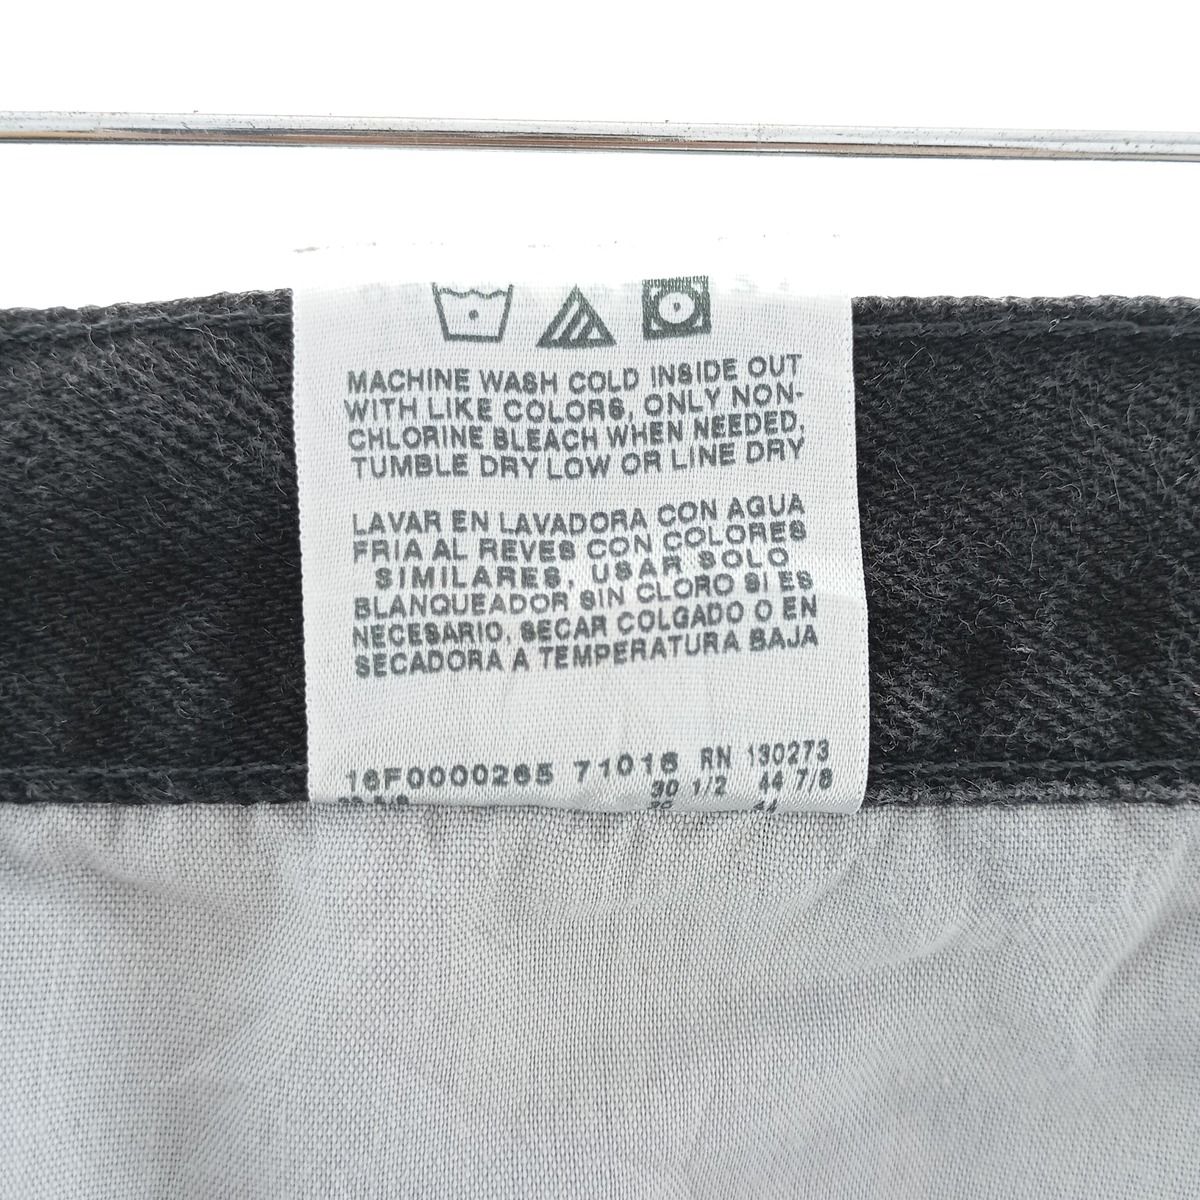 MACHINE WASH COLD INSIDE OUT
WITH LIKE COLORS, ONLY NON-
CHLORINE BLEACH WHEN NEEDED,
TUMBLE DRY LOW OR LINE DRY
LAVAR EN LAVADORA CON AGUA
FRIA AL REVES CON COLORES
SIMILARES, USAR SOLO
BLANQUEADOR SIN CLORO SI ES
NECESARIO, SECAR COLGADO O EN
SECADORA A TEMPERATURA BAJA
16F0000265 71016 RN 130273
30 1/2 44 7/8